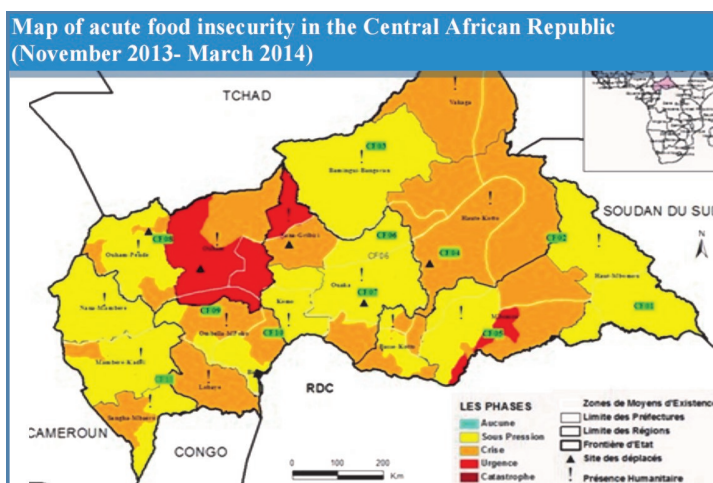 Map of acute food insecurity in the Central African Republic
(November 2013- March 2014)
TCHAD
SOUDAN DU SU
N
Vakaga
CF 03
Bamingui-Bangoran
Haute Kotto
CF 06
CF06
CF 04
CF 02
Haut Mbomou
CF 01
CF 08
Ouham-Pende
Ouaka
CF 07
Nana-Mambere
CF 09
Kemo
Ombella M'Poko
CF 10
Basse Kotto
CF 05
Mambere Kadei
Lobaye
CF 11
RDC
CAMEROUN
CONGO
0 100 200
Km
LES PHASES
Aucune
Sous Pression
Crise
Urgence
Catastrophe
Zones de Moyens d'Existence
Limite des Préfectures
Limite des Régions
Frontière d'Etat
Site des déplacés
Présence Humanitaire